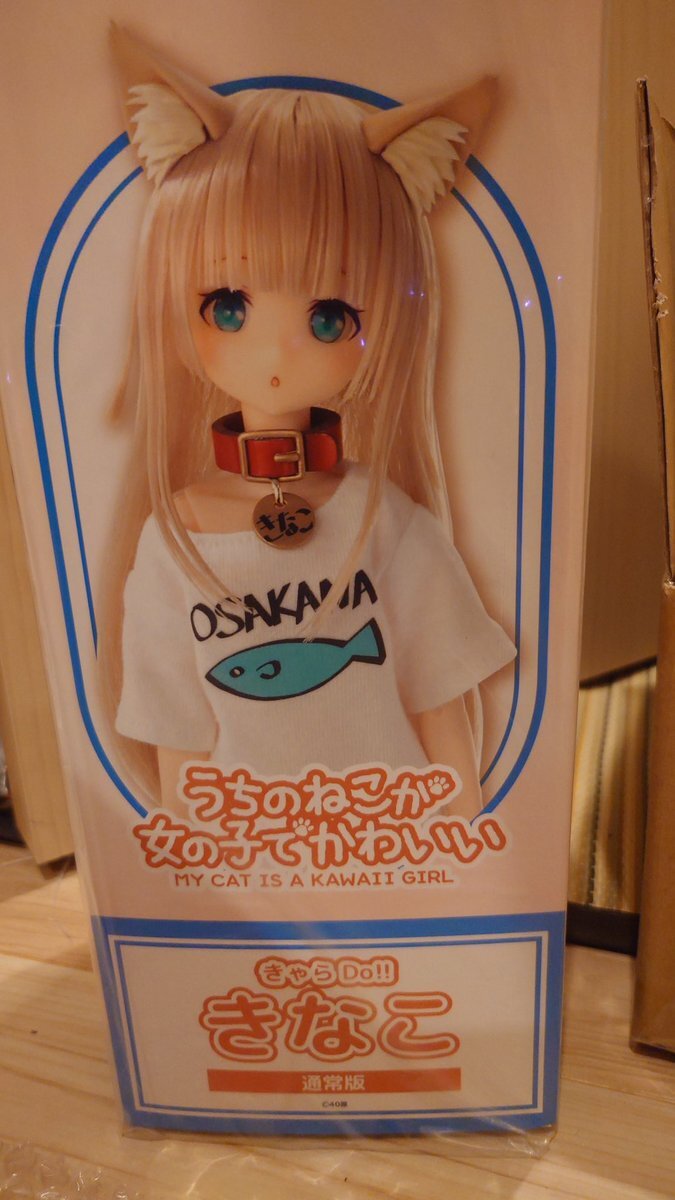 きなこ
OSAKANA
うちのねこが
女の子でかわいい
MY CAT IS A KAWAII GIRL
きゃらDo!!
きなこ
通常版